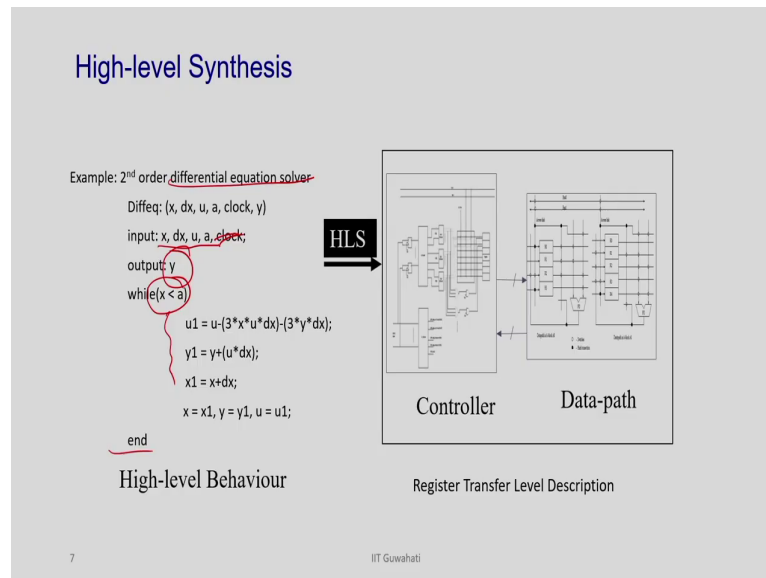 High-level Synthesis
Example: 2nd order differential equation solver
Diffeq: (x, dx, u, a, clock, y)
input: x, dx, u, a, clock;
output: y
while(x < a)
u1 = u-(3*x*u*dx)-(3*y*dx);
y1 = y+(u*dx);
x1 = x+dx;
x = x1, y = y1, u = u1;
end
High-level Behaviour
HLS
Controller
Data-path
Register Transfer Level Description
7
IIT Guwahati